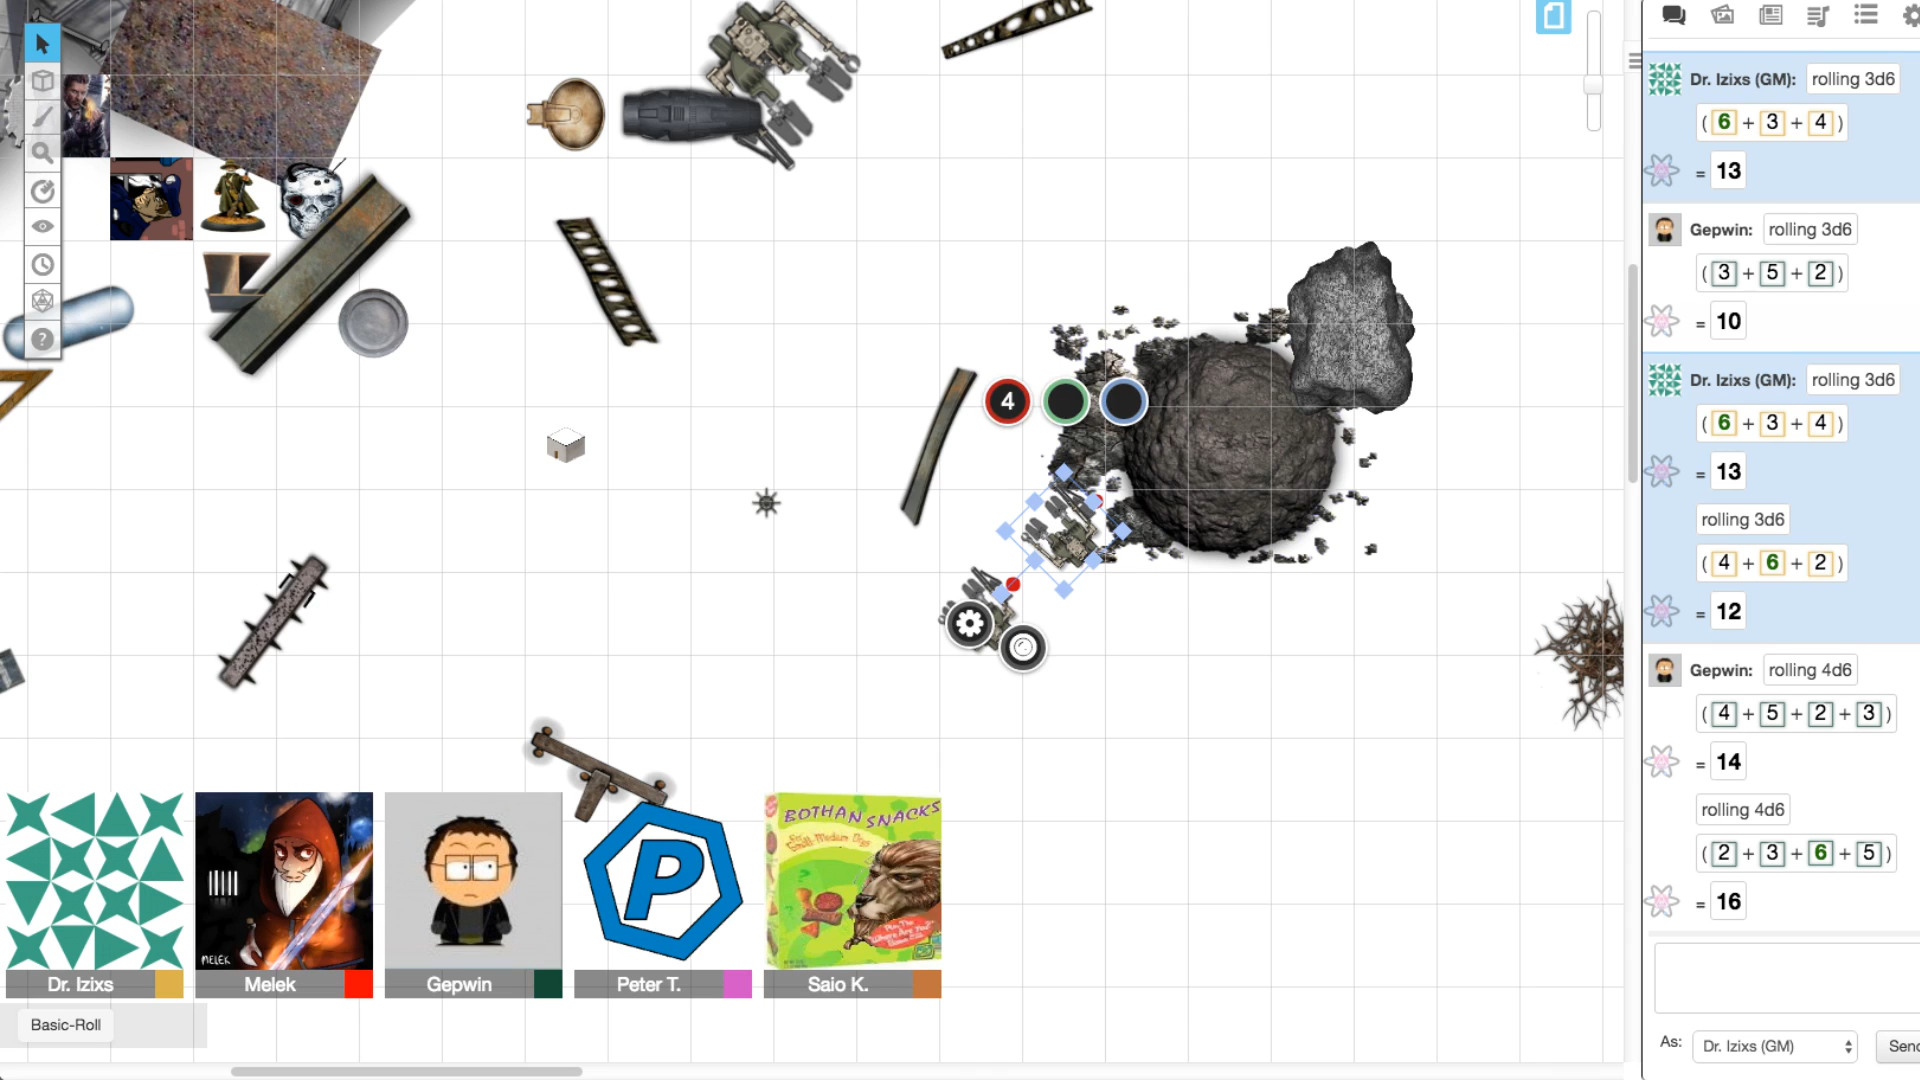 Dr. Izixs (GM): rolling 3d6
( 6 + 3 + 4 )
= 13
Gepwin: rolling 3d6
( 3 + 5 + 2 )
= 10
Dr. Izixs (GM): rolling 3d6
( 6 + 3 + 4 )
= 13
rolling 3d6
( 4 + 6 + 2 )
= 12
Gepwin: rolling 4d6
( 4 + 5 + 2 + 3 )
= 14
rolling 4d6
( 2 + 3 + 6 + 5 )
= 16
4
?
MELEK
P
BOTHAN SNACKS
Dr. Izixs
Melek
Gepwin
Peter T.
Saio K.
Basic-Roll
As: Dr. Izixs (GM)